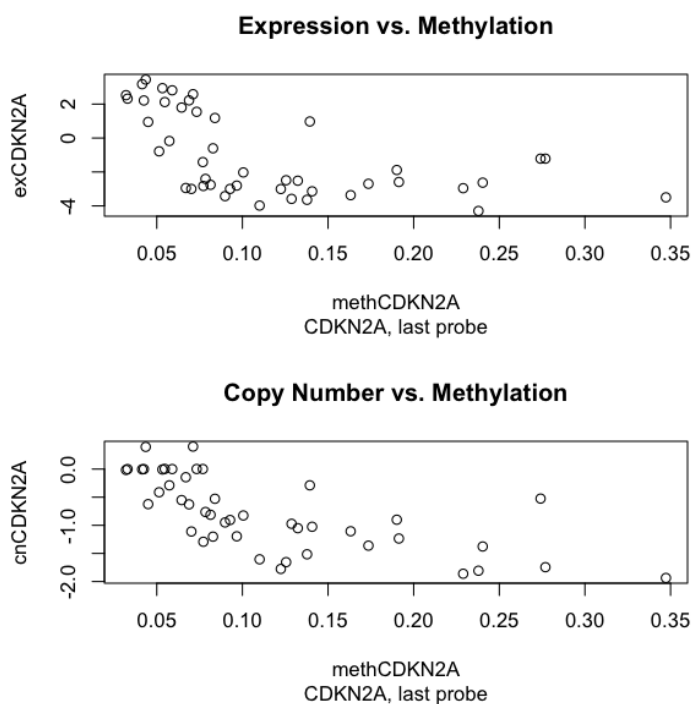 Expression vs. Methylation
exCDKN2A
2
0
-4
0.05 0.10 0.15 0.20 0.25 0.30 0.35
methCDKN2A
CDKN2A, last probe
Copy Number vs. Methylation
cnCDKN2A
0.0
-1.0
-2.0
0.05 0.10 0.15 0.20 0.25 0.30 0.35
methCDKN2A
CDKN2A, last probe